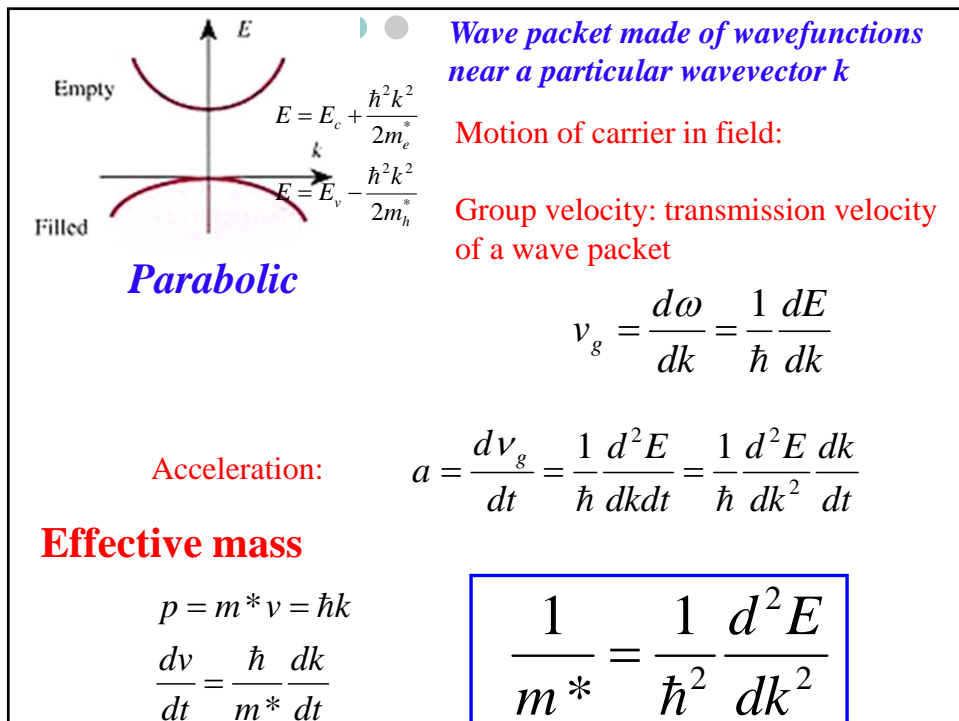 E
Empty
E = E_c + ħ²k² / 2m_e^*
k
E = E_v − ħ²k² / 2m_h^*
Filled
Parabolic
Wave packet made of wavefunctions
near a particular wavevector k
Motion of carrier in field:
Group velocity: transmission velocity
of a wave packet
v_g = dω/dk = 1/ħ dE/dk
Acceleration: a = dν_g/dt = 1/ħ d²E/dkdt = 1/ħ d²E/dk² dk/dt
Effective mass
p = m*v = ħk
dv/dt = ħ/m* dk/dt
1/m* = 1/ħ² d²E/dk²